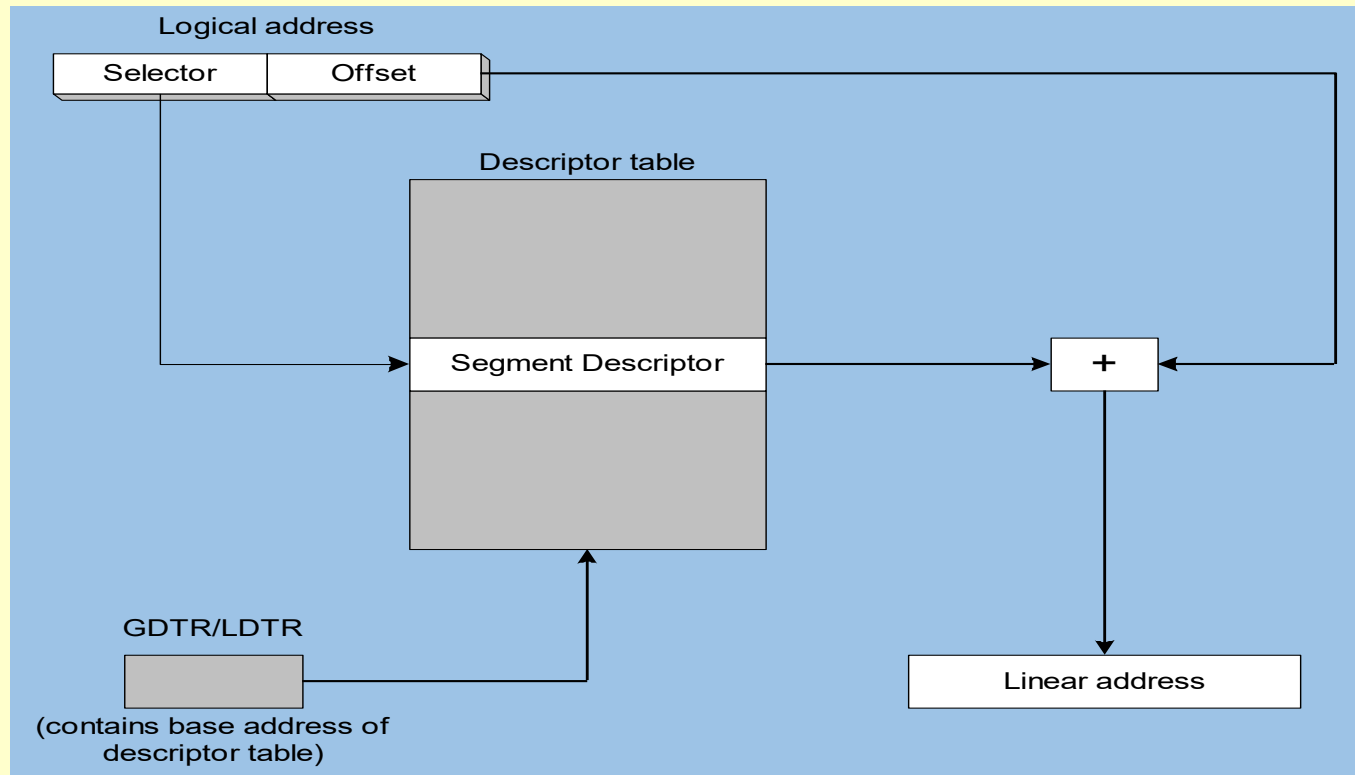 Logical address
Selector
Offset
Descriptor table
Segment Descriptor
+
GDTR/LDTR
(contains base address of
descriptor table)
Linear address